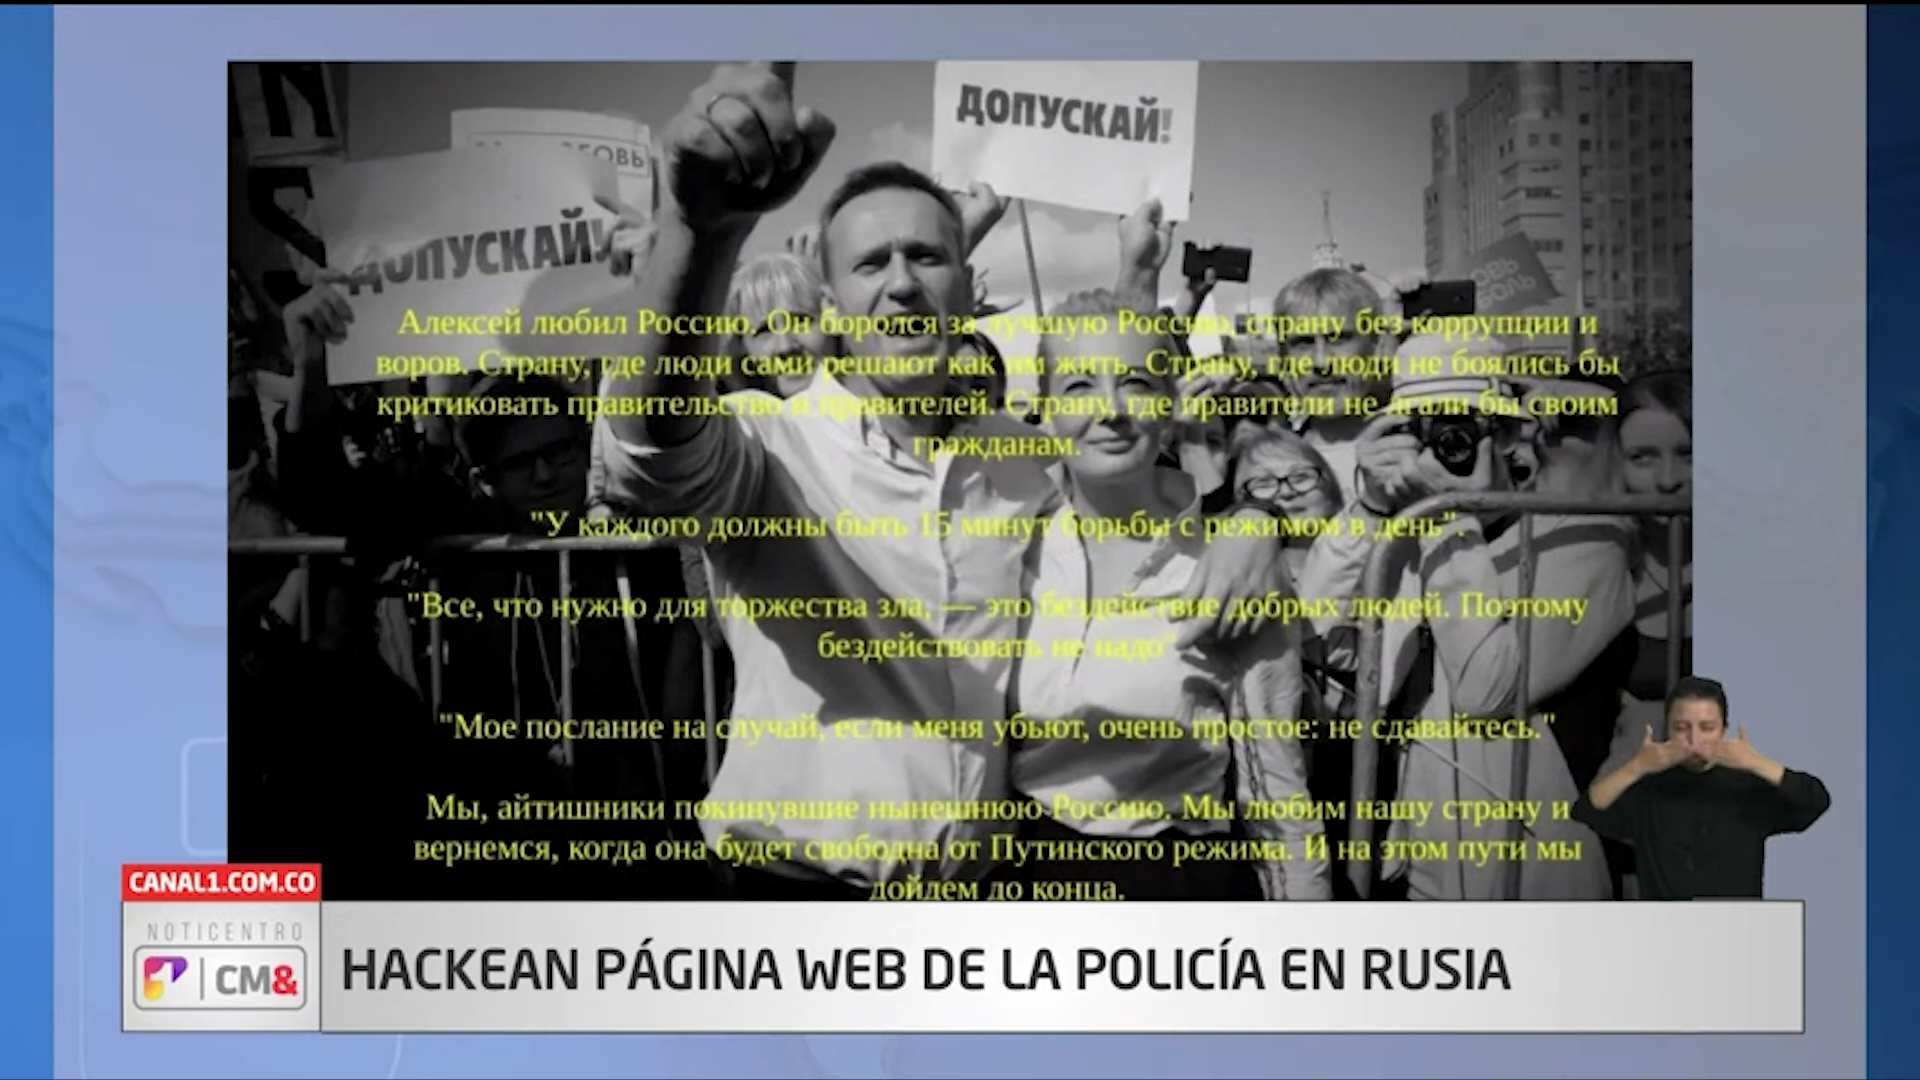 ДОПУСКАЙ!
ДОПУСКАЙ!
Алексей любил Россию. Он боролся за лучшую Россию, страну без коррупции и
воров. Страну, где люди сами решают как им жить. Страну, где люди не боялись бы
критиковать правительство и правителей. Страну, где правители не лгали бы своим
гражданам.
"У каждого должны быть 15 минут борьбы с режимом в день".
"Все, что нужно для торжества зла, — это бездействие добрых людей. Поэтому
бездействовать не надо"
"Мое послание на случай, если меня убьют, очень простое: не сдавайтесь."
Мы, айтишники покинувшие нынешнюю Россию. Мы любим нашу страну и
вернемся, когда она будет свободна от Путинского режима. И на этом пути мы
дойдем до конца.
CANAL1.COM.CO
NOTICENTRO
1 | CM&
HACKEAN PÁGINA WEB DE LA POLICÍA EN RUSIA